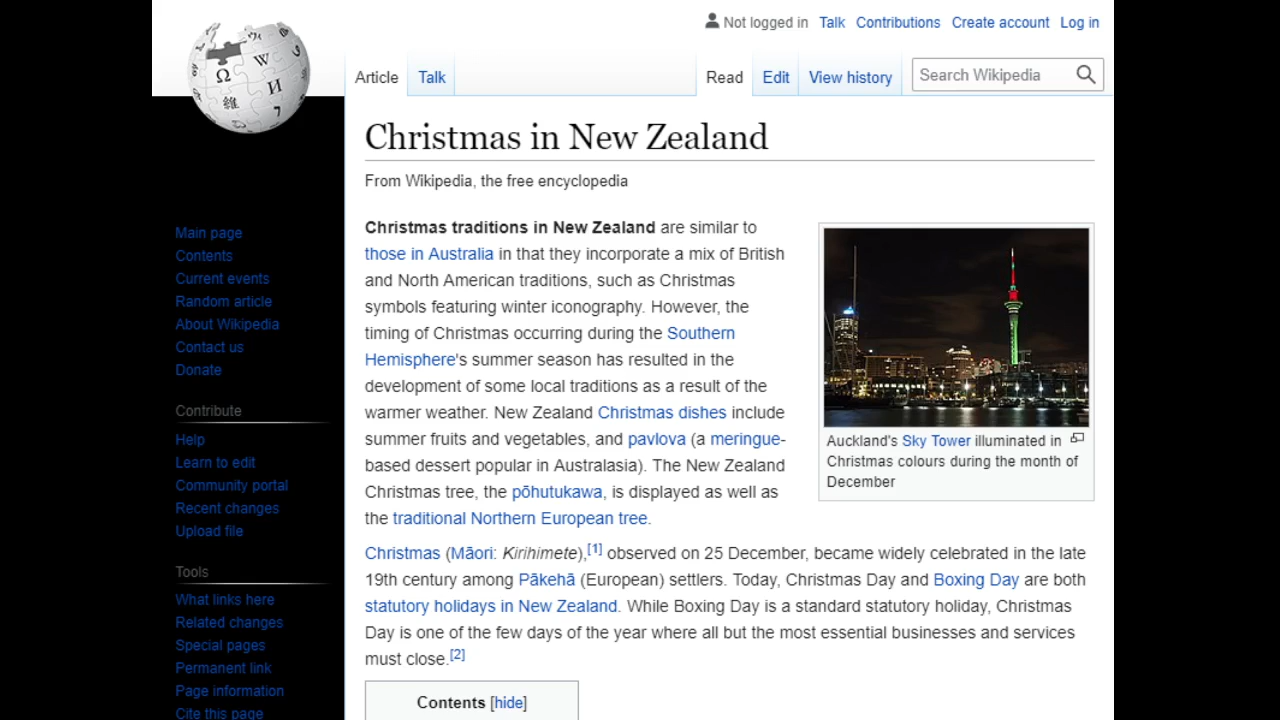 Not logged in Talk Contributions Create account Log in
Article Talk Read Edit View history Search Wikipedia
Christmas in New Zealand
From Wikipedia, the free encyclopedia
Main page
Contents
Current events
Random article
About Wikipedia
Contact us
Donate
Contribute
Help
Learn to edit
Community portal
Recent changes
Upload file
Tools
What links here
Related changes
Special pages
Permanent link
Page information
Cite this page
Christmas traditions in New Zealand are similar to
those in Australia in that they incorporate a mix of British
and North American traditions, such as Christmas
symbols featuring winter iconography. However, the
timing of Christmas occurring during the Southern
Hemisphere's summer season has resulted in the
development of some local traditions as a result of the
warmer weather. New Zealand Christmas dishes include
summer fruits and vegetables, and pavlova (a meringue-
based dessert popular in Australasia). The New Zealand
Christmas tree, the pōhutukawa, is displayed as well as
the traditional Northern European tree.
Auckland's Sky Tower illuminated in
Christmas colours during the month of
December
Christmas (Māori: Kirihimete),[1] observed on 25 December, became widely celebrated in the late
19th century among Pākehā (European) settlers. Today, Christmas Day and Boxing Day are both
statutory holidays in New Zealand. While Boxing Day is a standard statutory holiday, Christmas
Day is one of the few days of the year where all but the most essential businesses and services
must close.[2]
Contents [hide]